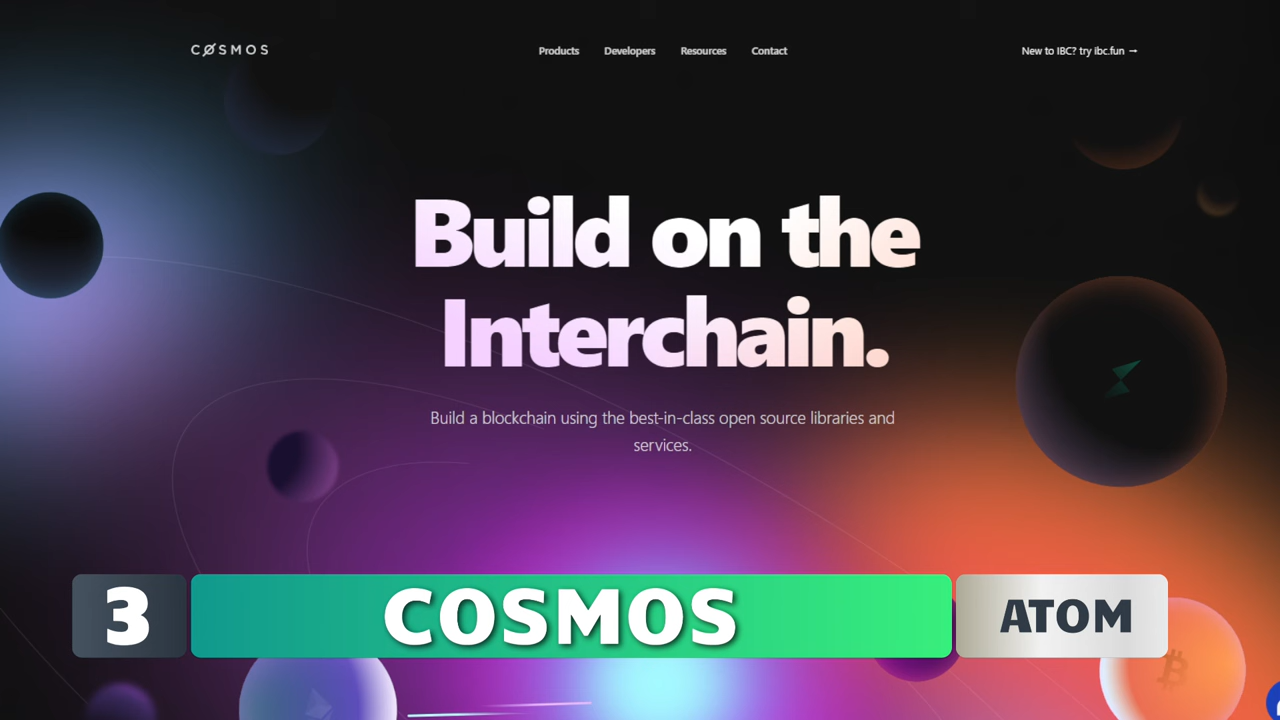 CØSMOS
Products Developers Resources Contact
New to IBC? try ibc.fun →
Build on the
Interchain.
Build a blockchain using the best-in-class open source libraries and
services.
3 COSMOS ATOM